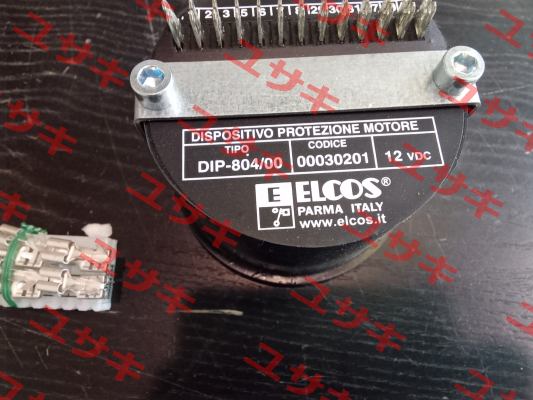 DISPOSITIVO PROTEZIONE MOTORE
TIPO CODICE
DIP-804/00 00030201 12 VDC
E ELCOS®
PARMA ITALY
www.elcos.it
ユサキ